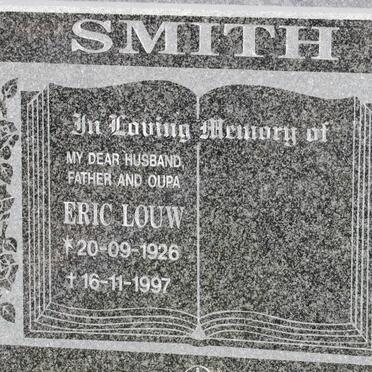 SMITH
In Loving Memory of
MY DEAR HUSBAND,
FATHER AND OUPA
ERIC LOUW
* 20-09-1926
† 16-11-1997